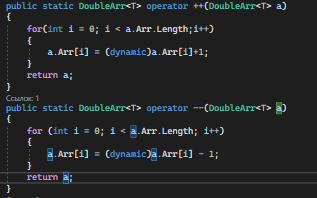 public static DoubleArr<T> operator ++(DoubleArr<T> a)
{
for(int i = 0; i < a.Arr.Length;i++)
{
a.Arr[i] = (dynamic)a.Arr[i]+1;
}
return a;
}
Ссылок: 1
public static DoubleArr<T> operator --(DoubleArr<T> a)
{
for (int i = 0; i < a.Arr.Length; i++)
{
a.Arr[i] = (dynamic)a.Arr[i] - 1;
}
return a;
}